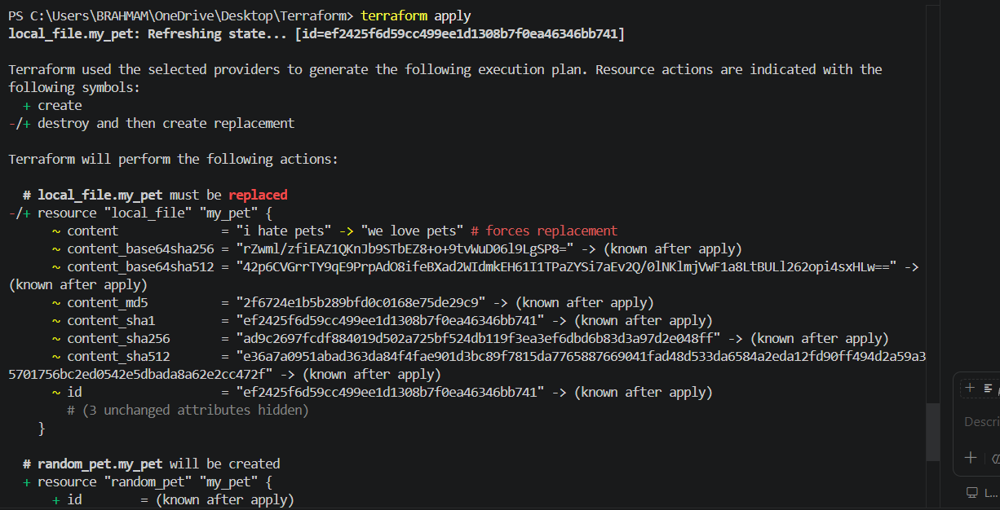 PS C:\Users\BRAHMAM\OneDrive\Desktop\Terraform> terraform apply
local_file.my_pet: Refreshing state... [id=ef2425f6d59cc499ee1d1308b7f0ea46346bb741]
Terraform used the selected providers to generate the following execution plan. Resource actions are indicated with the
following symbols:
  + create
-/+ destroy and then create replacement
Terraform will perform the following actions:
  # local_file.my_pet must be replaced
-/+ resource "local_file" "my_pet" {
      ~ content              = "i hate pets" -> "we love pets" # forces replacement
      ~ content_base64sha256 = "rZwml/zfiEAZ1QKnJb9STbEZ8+o+9tvWuD06l9LgSP8=" -> (known after apply)
      ~ content_base64sha512 = "42p6CVGrrTY9qE9PrpAdO8ifeBXad2WIdmkEH61I1TPaZYSi7aEv2Q/0lNKlmjVwF1a8LtBULl262opi4sxHLw==" ->
(known after apply)
      ~ content_md5          = "2f6724e1b5b289bfd0c0168e75de29c9" -> (known after apply)
      ~ content_sha1         = "ef2425f6d59cc499ee1d1308b7f0ea46346bb741" -> (known after apply)
      ~ content_sha256       = "ad9c2697fcdf884019d502a725bf524db119f3ea3ef6dbd6b83d3a97d2e048ff" -> (known after apply)
      ~ content_sha512       = "e36a7a0951abad363da84f4fae901d3bc89f7815da7765887669041fad48d533da6584a2eda12fd90ff494d2a59a3
5701756bc2ed0542e5dbada8a62e2cc472f" -> (known after apply)
      ~ id                   = "ef2425f6d59cc499ee1d1308b7f0ea46346bb741" -> (known after apply)
        # (3 unchanged attributes hidden)
    }
  # random_pet.my_pet will be created
  + resource "random_pet" "my_pet" {
      + id        = (known after apply)
Descri
L...